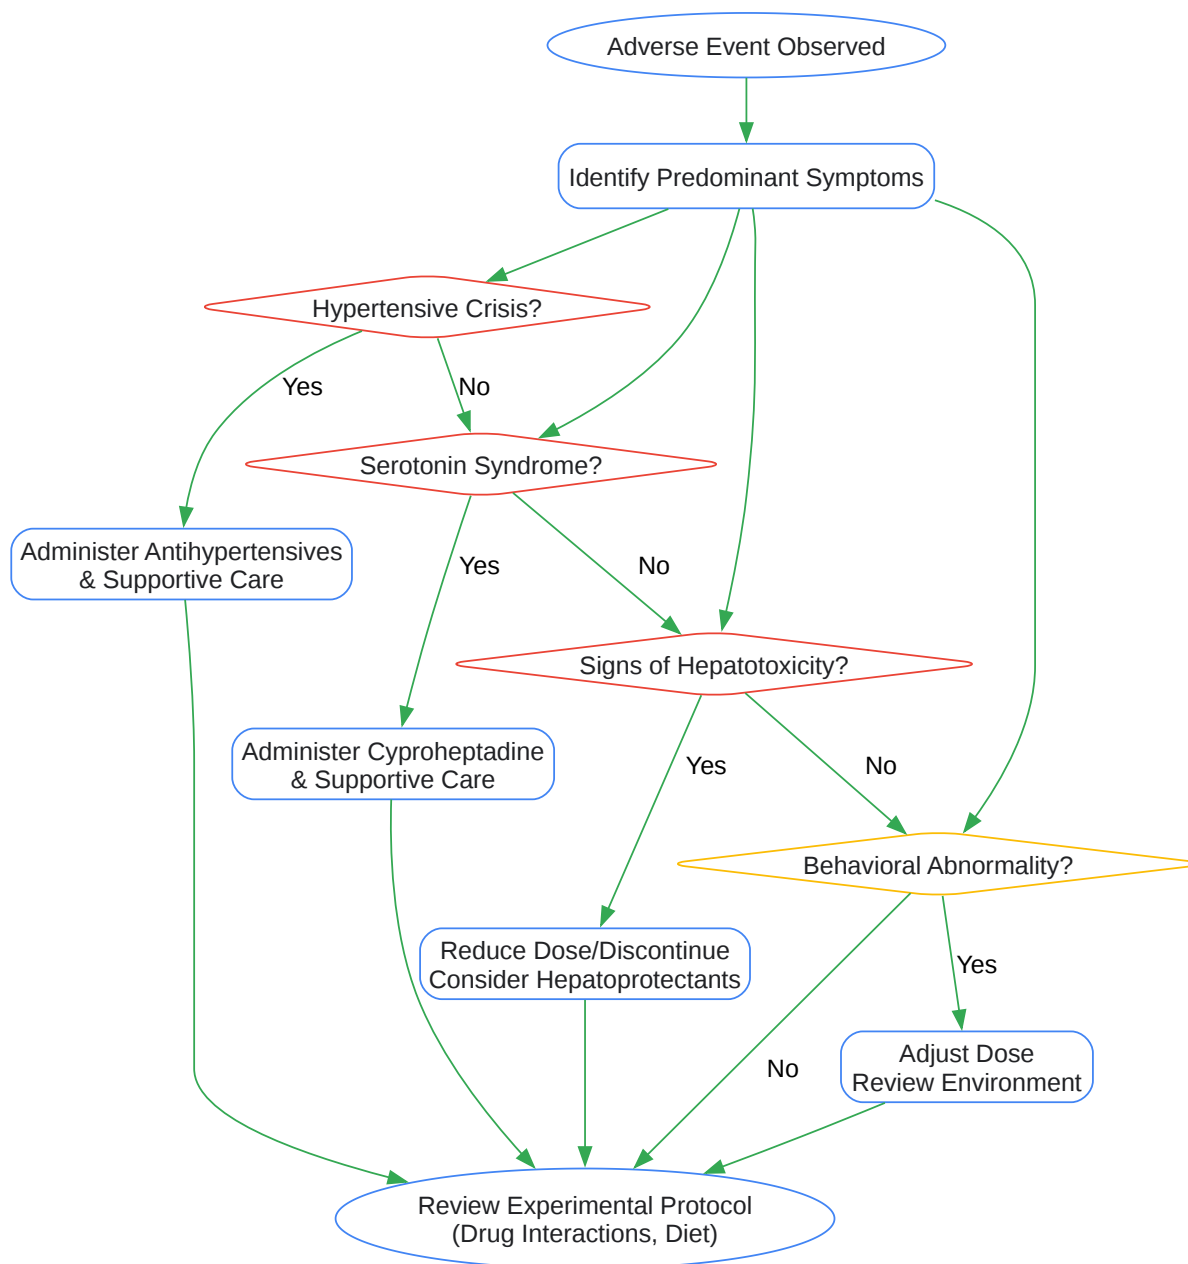 Adverse Event Observed
Identify Predominant Symptoms
Hypertensive Crisis?
Yes
No
Serotonin Syndrome?
Administer Antihypertensives
& Supportive Care
Yes
No
Signs of Hepatotoxicity?
Administer Cyproheptadine
& Supportive Care
Yes
No
Behavioral Abnormality?
Reduce Dose/Discontinue
Consider Hepatoprotectants
Yes
No
Adjust Dose
Review Environment
Review Experimental Protocol
(Drug Interactions, Diet)